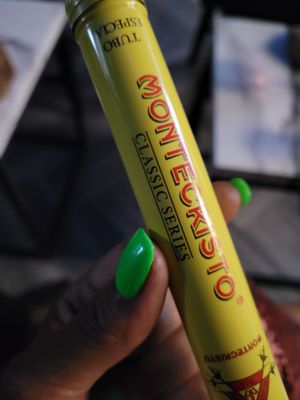 TUBO
ESPECIAL
MONTECRISTO®
CLASSIC SERIES
MONTECRISTO